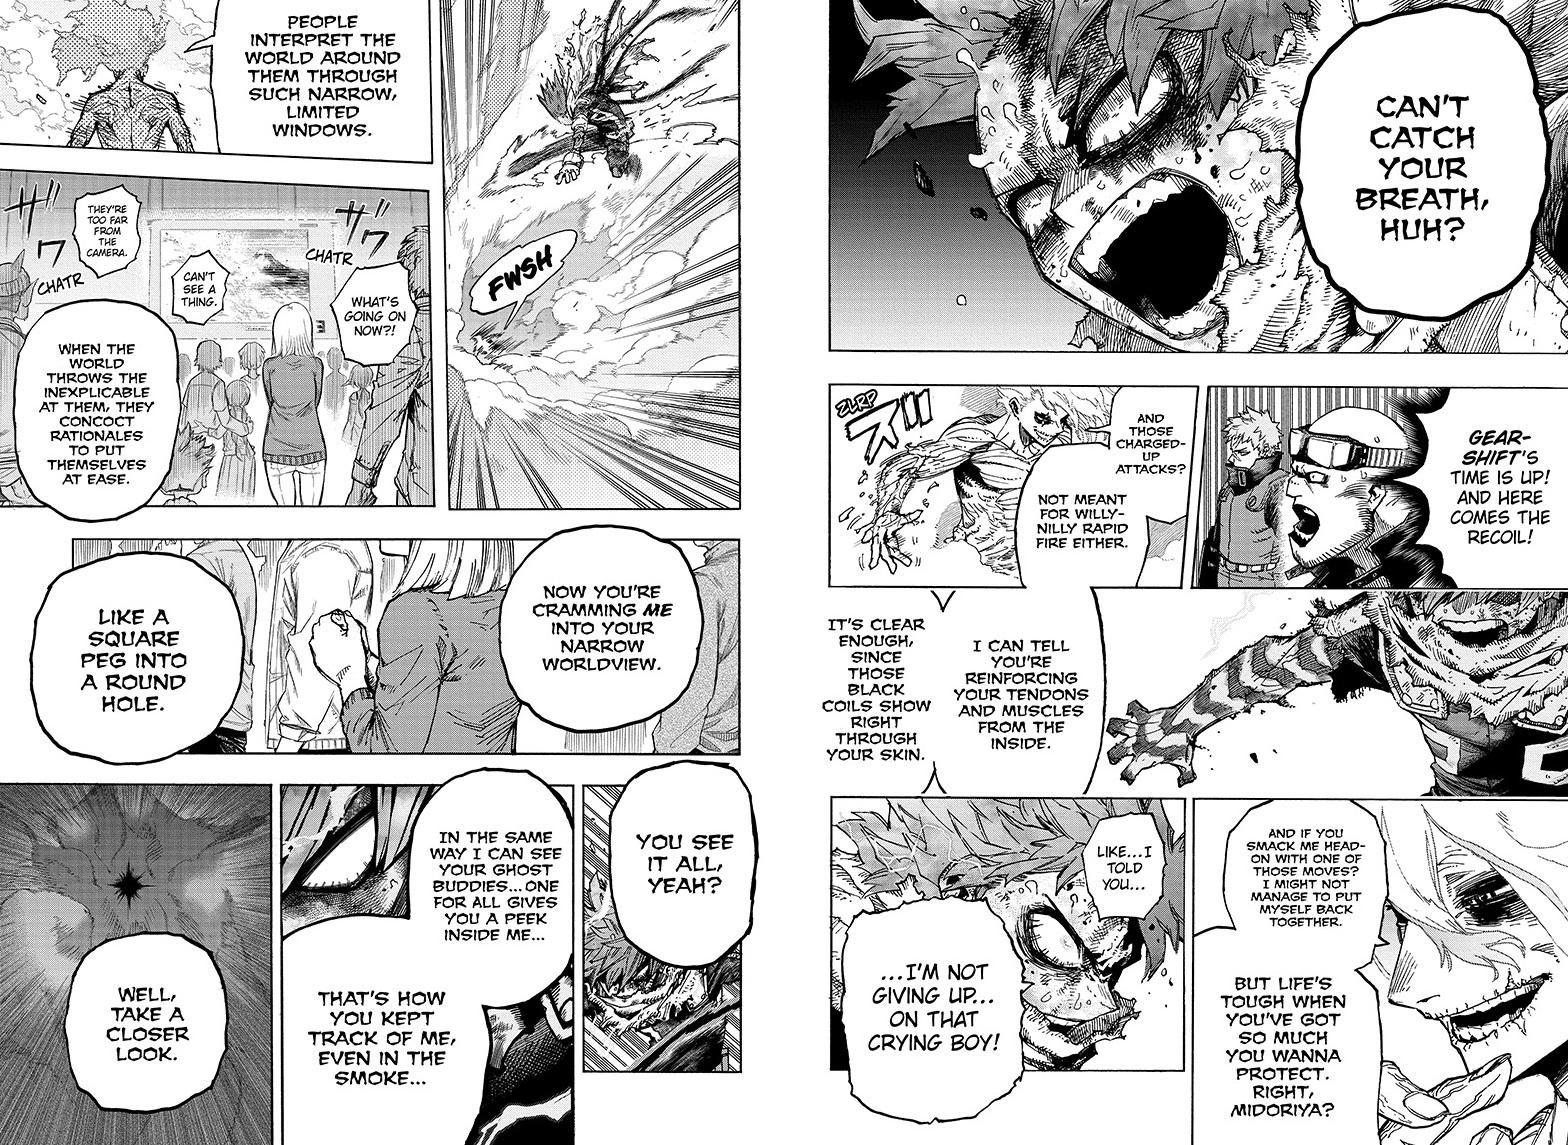 CAN'T
CATCH
YOUR
BREATH,
HUH?
GEAR-
SHIFT'S
TIME IS UP!
AND HERE
COMES THE
RECOIL!
AND
THOSE
CHARGED-
UP
ATTACKS?
NOT MEANT
FOR WILLY-
NILLY RAPID
FIRE EITHER.
ZLRP
ズ
I CAN TELL
YOU'RE
REINFORCING
YOUR TENDONS
AND MUSCLES
FROM THE
INSIDE.
IT'S CLEAR
ENOUGH,
SINCE
THOSE
BLACK
COILS SHOW
RIGHT
THROUGH
YOUR SKIN.
AND IF YOU
SMACK ME HEAD-
ON WITH ONE OF
THOSE MOVES?
I MIGHT NOT
MANAGE TO PUT
MYSELF BACK
TOGETHER.
BUT LIFE'S
TOUGH WHEN
YOU'VE GOT
SO MUCH
YOU WANNA
PROTECT.
RIGHT,
MIDORIYA?
LIKE...I
TOLD
YOU...
...I'M NOT
GIVING UP...
ON THAT
CRYING BOY!
FWSH
PEOPLE
INTERPRET THE
WORLD AROUND
THEM THROUGH
SUCH NARROW,
LIMITED
WINDOWS.
ザワ
CHATR
WHAT'S
GOING ON
NOW?!
CAN'T
SEE A
THING.
THEY'RE
TOO FAR
FROM
THE
CAMERA.
ザワ
CHATR
WHEN THE
WORLD
THROWS THE
INEXPLICABLE
AT THEM, THEY
CONCOCT
RATIONALES
TO PUT
THEMSELVES
AT EASE.
NOW YOU'RE
CRAMMING ME
INTO YOUR
NARROW
WORLDVIEW.
LIKE A
SQUARE
PEG INTO
A ROUND
HOLE.
YOU SEE
IT ALL,
YEAH?
IN THE SAME
WAY I CAN SEE
YOUR GHOST
BUDDIES...ONE
FOR ALL GIVES
YOU A PEEK
INSIDE ME...
THAT'S HOW
YOU KEPT
TRACK OF ME,
EVEN IN THE
SMOKE...
WELL,
TAKE A
CLOSER
LOOK.